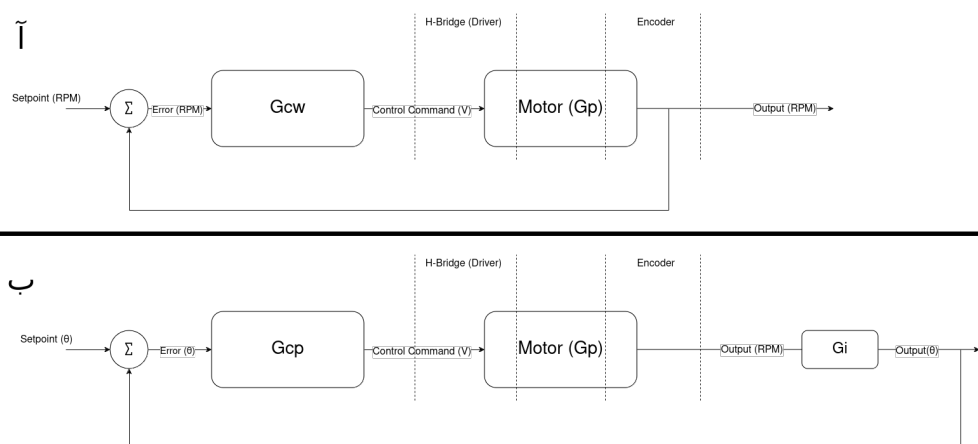 آ
H-Bridge (Driver)
Encoder
Setpoint (RPM)
Σ
Error (RPM)
Gcw
Control Command (V)
Motor (Gp)
Output (RPM)
ب
H-Bridge (Driver)
Encoder
Setpoint (θ)
Σ
Error (θ)
Gcp
Control Command (V)
Motor (Gp)
Output (RPM)
Gi
Output(θ)